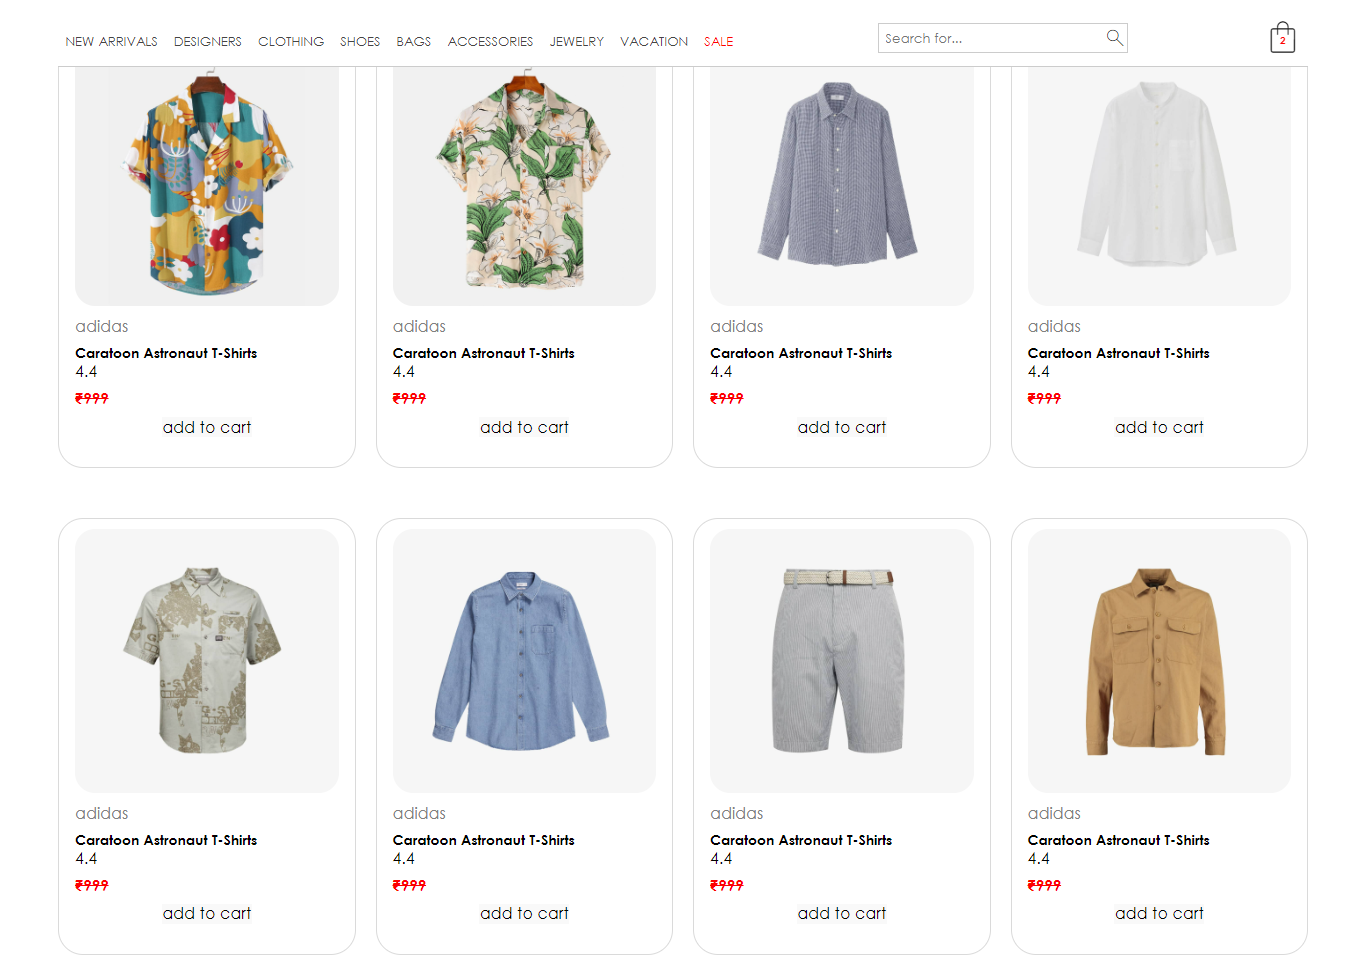 NEW ARRIVALS DESIGNERS CLOTHING SHOES BAGS ACCESSORIES JEWELRY VACATION SALE Search for... 2
adidas adidas adidas adidas
Caratoon Astronaut T-Shirts Caratoon Astronaut T-Shirts Caratoon Astronaut T-Shirts Caratoon Astronaut T-Shirts
4.4 4.4 4.4 4.4
₹999 ₹999 ₹999 ₹999
add to cart add to cart add to cart add to cart
adidas adidas adidas adidas
Caratoon Astronaut T-Shirts Caratoon Astronaut T-Shirts Caratoon Astronaut T-Shirts Caratoon Astronaut T-Shirts
4.4 4.4 4.4 4.4
₹999 ₹999 ₹999 ₹999
add to cart add to cart add to cart add to cart